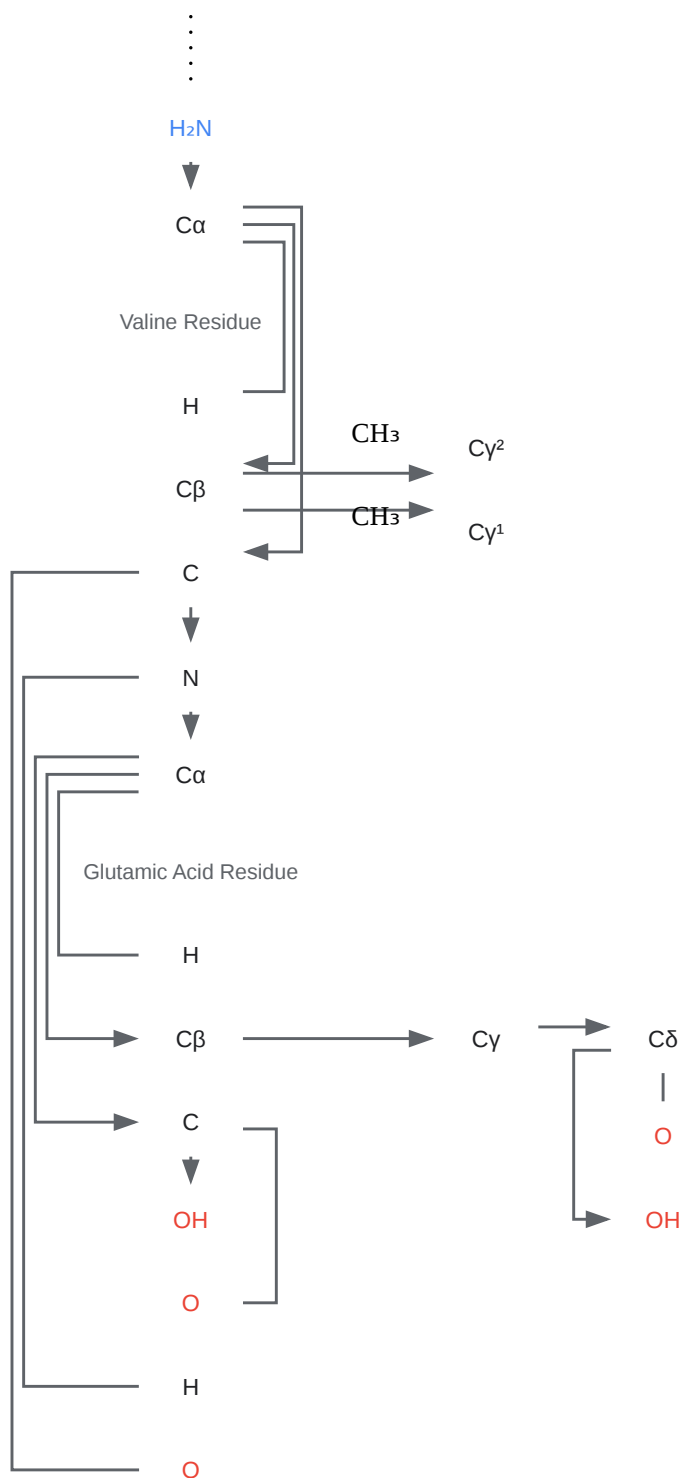 H₂N
Cα
Valine Residue
H
CH₃
Cγ²
Cβ
CH₃
Cγ¹
C
N
Cα
Glutamic Acid Residue
H
Cβ
Cγ
Cδ
C
O
OH
OH
O
H
O